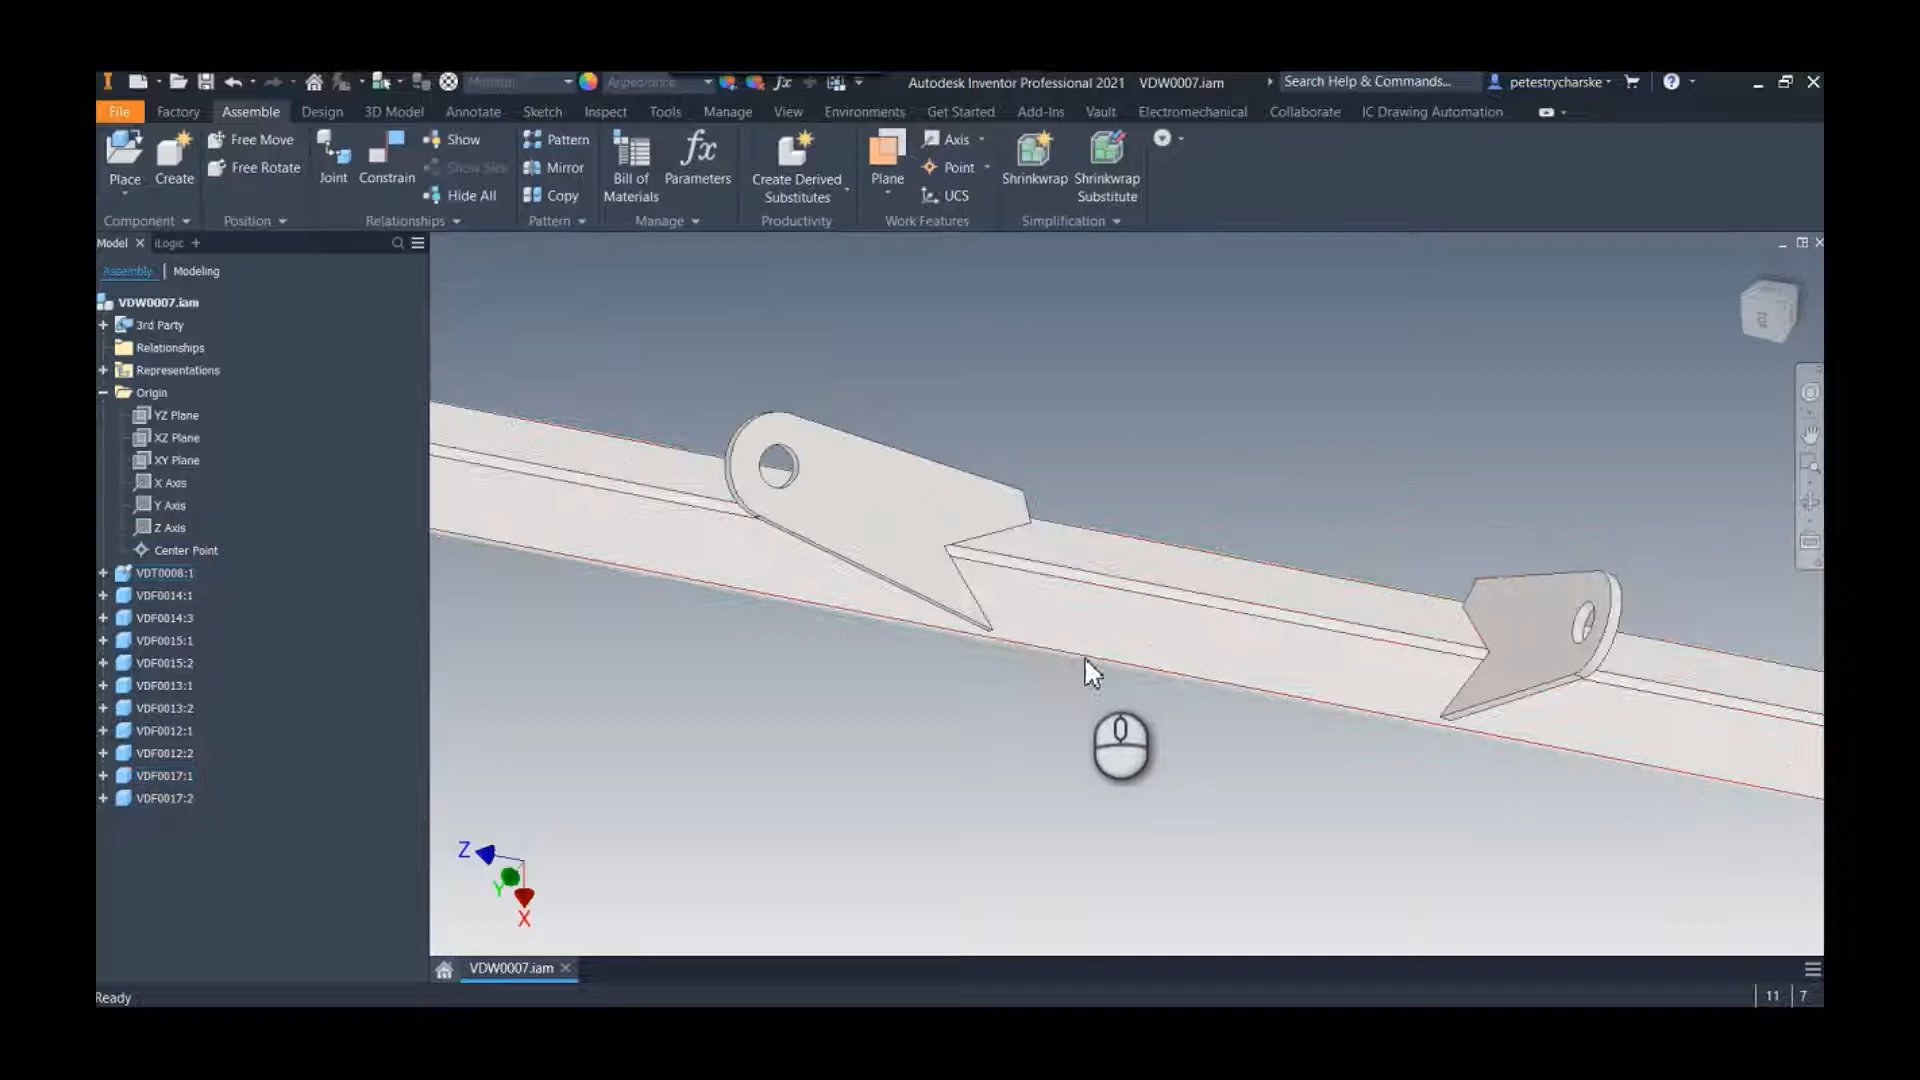 Material Appearance Autodesk Inventor Professional 2021 VDW0007.iam Search Help & Commands... petestrycharske
File Factory Assemble Design 3D Model Annotate Sketch Inspect Tools Manage View Environments Get Started Add-Ins Vault Electromechanical Collaborate IC Drawing Automation
Free Move Show Pattern Axis
Free Rotate Show Sick Mirror Point
Place Create Joint Constrain Hide All Copy Bill of Materials Parameters Create Derived Substitutes Plane UCS Shrinkwrap Shrinkwrap Substitute
Component Position Relationships Pattern Manage Productivity Work Features Simplification
Model iLogic
Assembly Modeling
VDW0007.iam
3rd Party
Relationships
Representations
Origin
YZ Plane
XZ Plane
XY Plane
X Axis
Y Axis
Z Axis
Center Point
VDT0008:1
VDF0014:1
VDF0014:3
VDF0015:1
VDF0015:2
VDF0013:1
VDF0013:2
VDF0012:1
VDF0012:2
VDF0017:1
VDF0017:2
TOP
Z
Y
X
VDW0007.iam
Ready 11 7